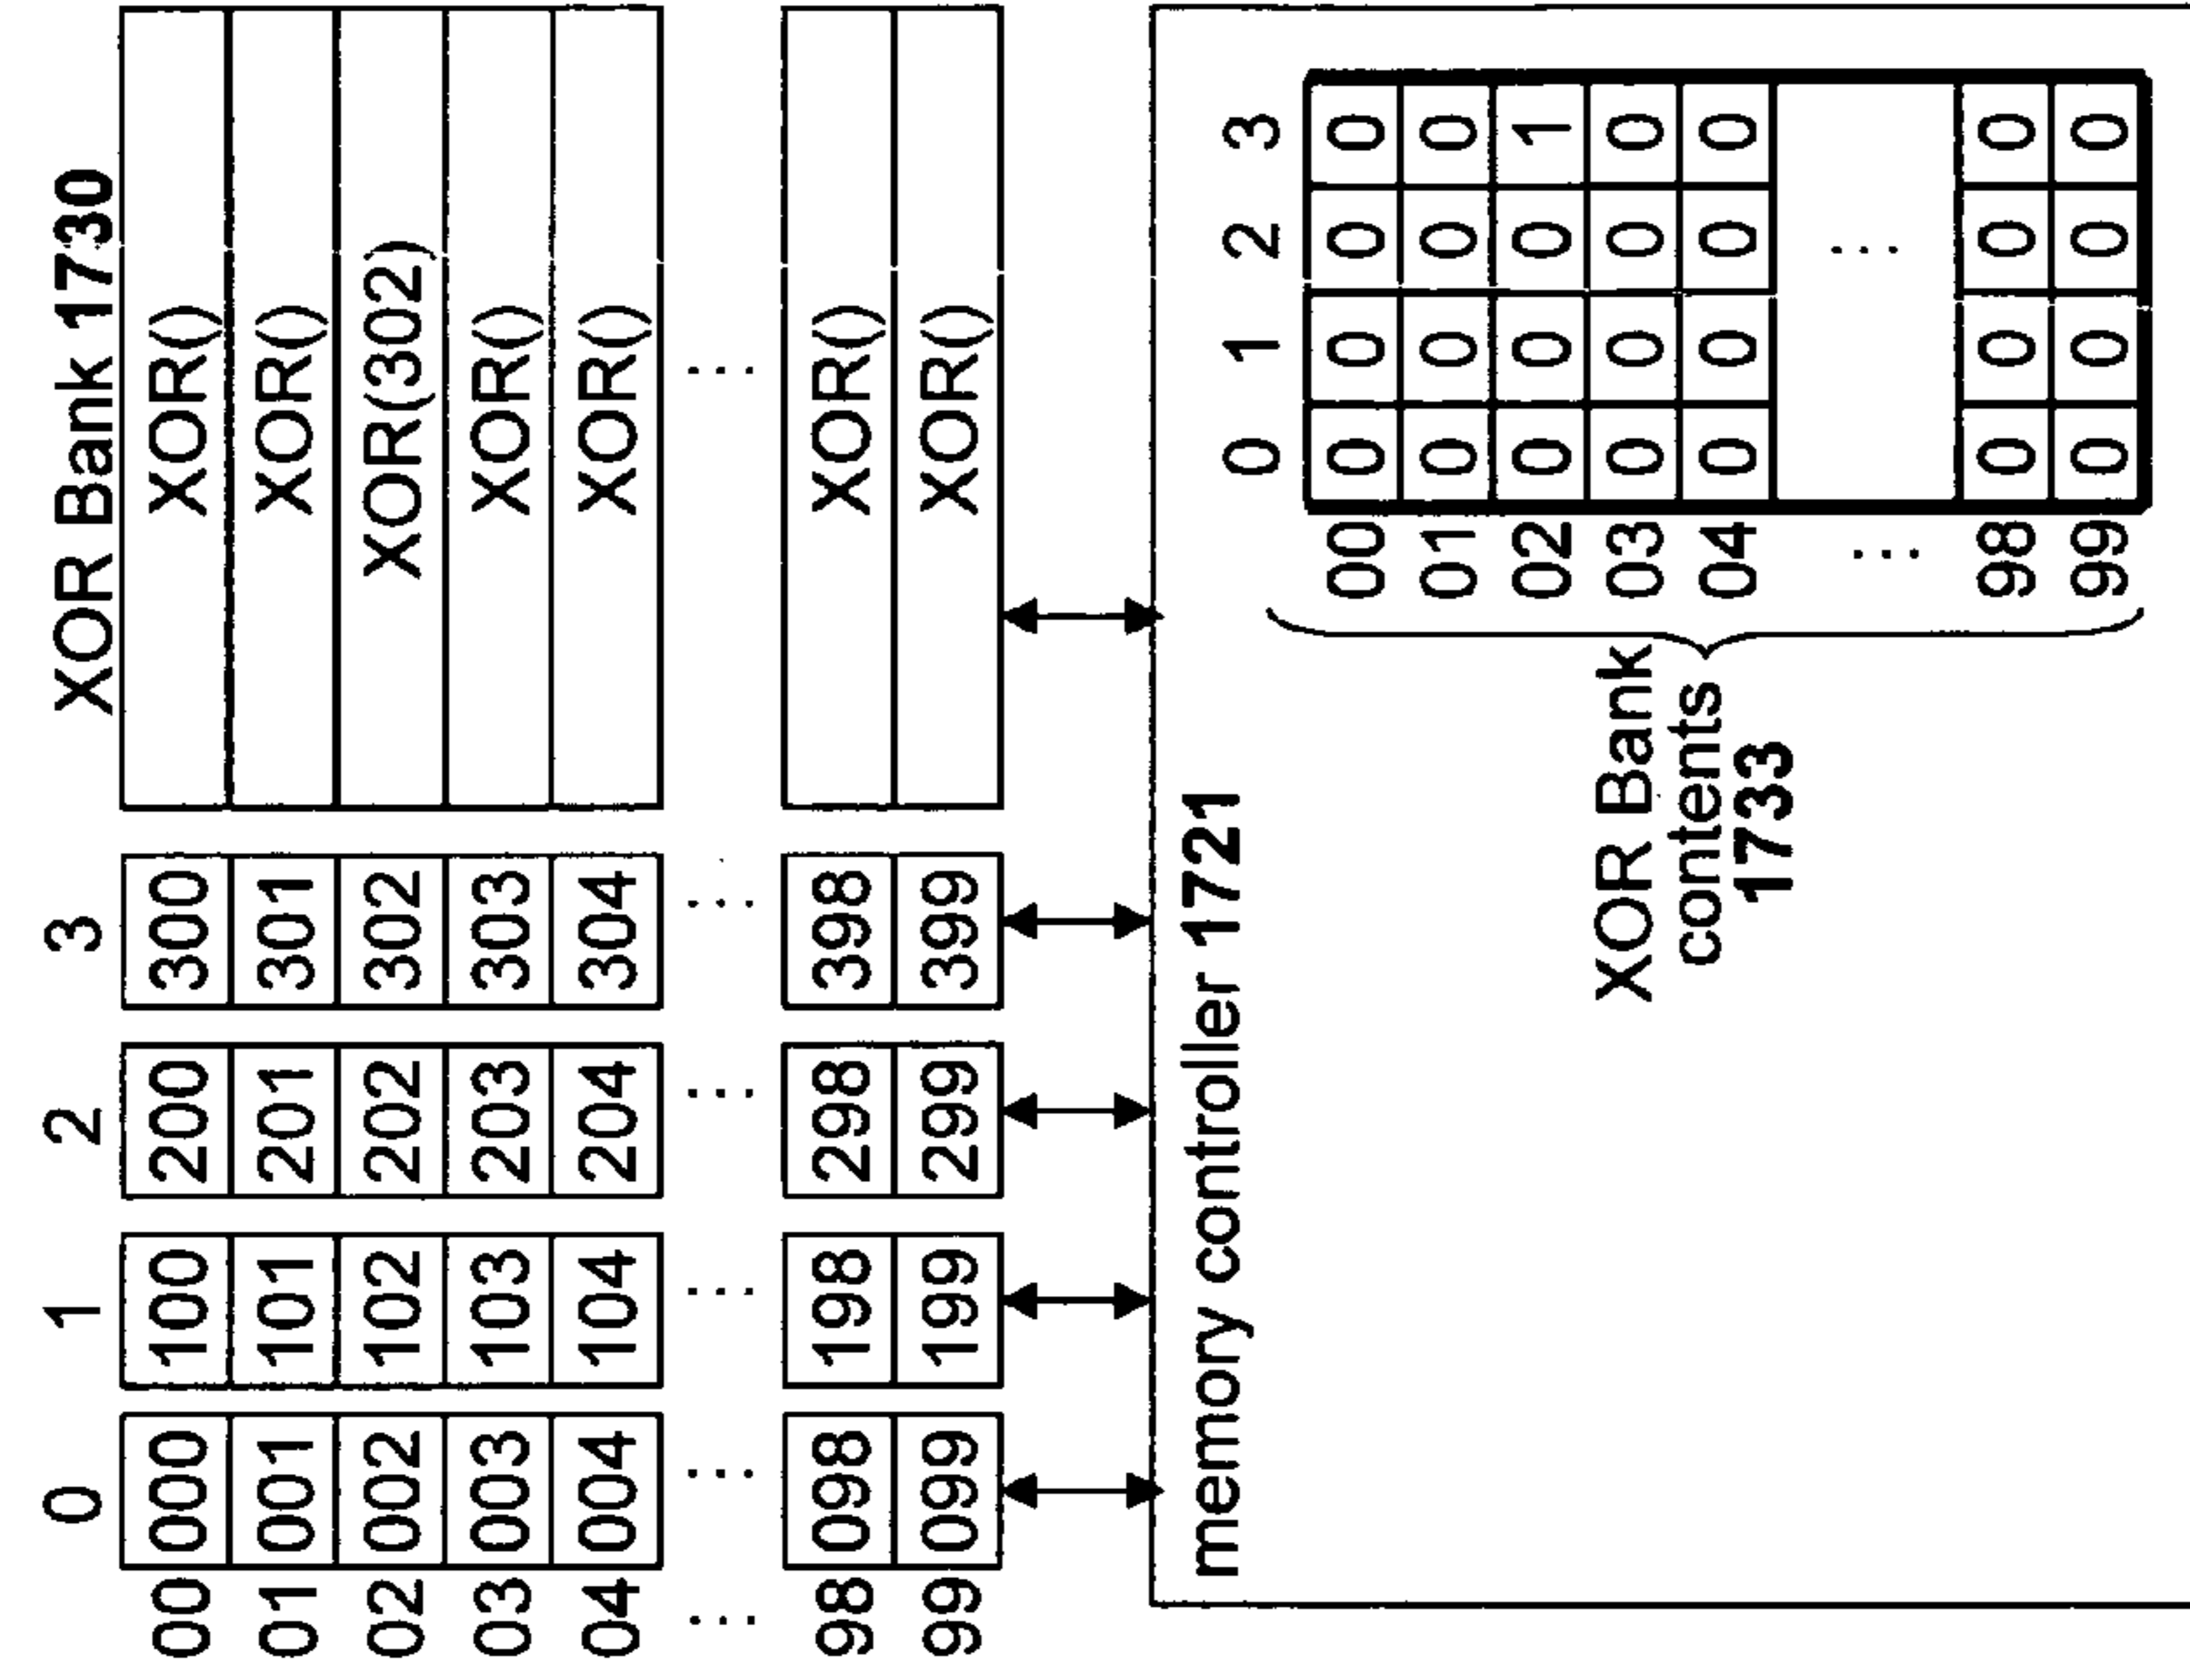 0 1 2 3 XOR Bank 1730
00 000 100 200 300 XOR()
01 001 101 201 301 XOR()
02 002 102 202 302 XOR(302)
03 003 103 203 303 XOR()
04 004 104 204 304 XOR()
... ... ... ... ... ...
98 098 198 298 398 XOR()
99 099 199 299 399 XOR()
memory controller 1721
XOR Bank
contents
1733
0 1 2 3
00 0 0 0 0
01 0 0 0 0
02 0 0 0 1
03 0 0 0 0
04 0 0 0 0
... ...
98 0 0 0 0
99 0 0 0 0